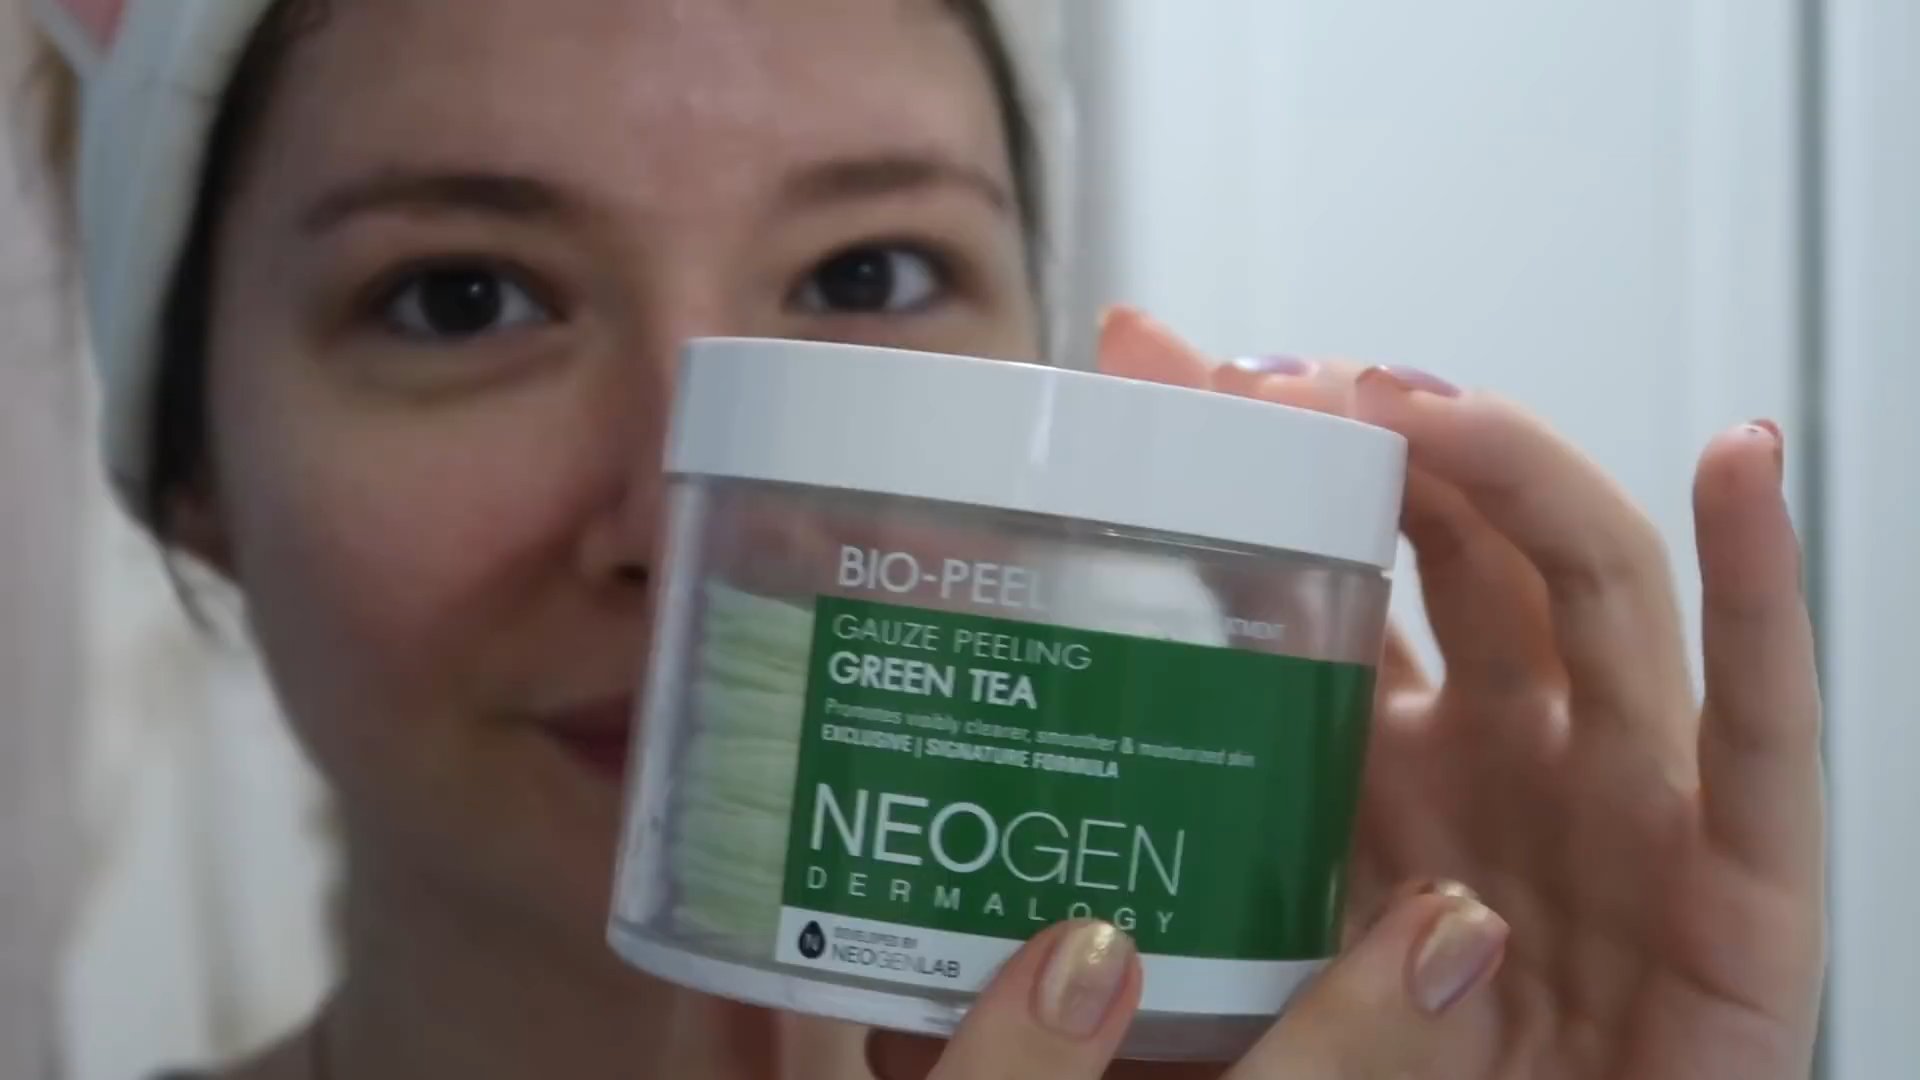 BIO-PEEL
GAUZE PEELING
GREEN TEA
Promotes visibly clearer, smoother & moisturized skin
EXCLUSIVE | SIGNATURE FORMULA
NEOGEN
DERMALOGY
N
DEVELOPED BY
NEOGENLAB